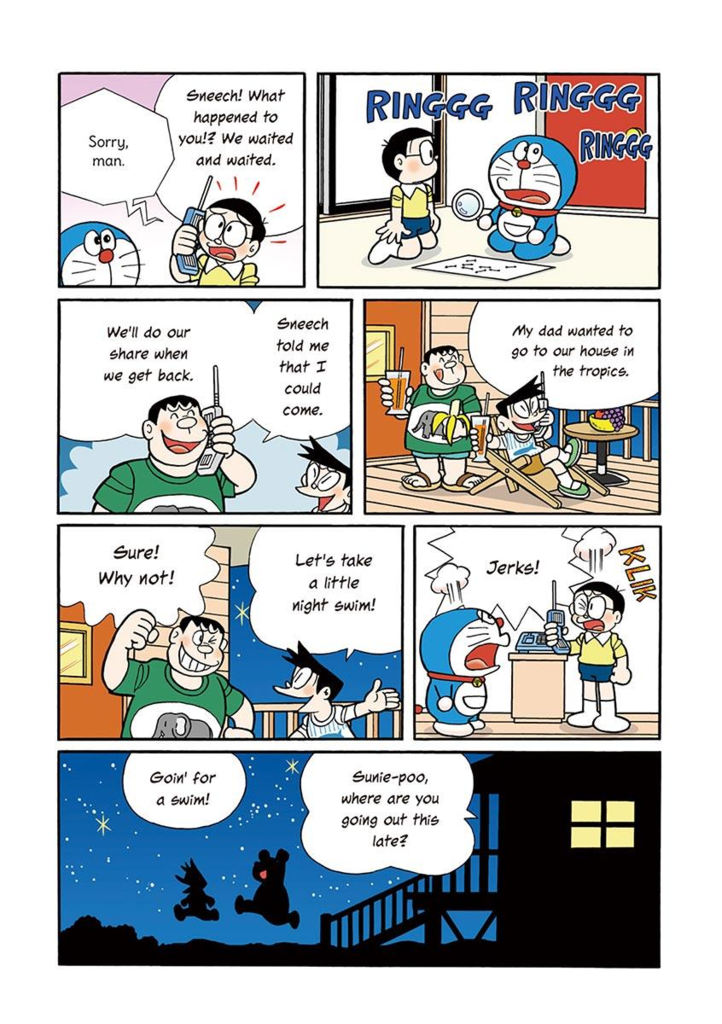 RINGGG
RINGGG
RINGGG
Sneech! What
happened to
you!? We waited
and waited.
Sorry,
man.
My dad wanted to
go to our house in
the tropics.
Sneech
told me
that I
could
come.
We'll do our
share when
we get back.
KLIK
Jerks!
Let's take
a little
night swim!
Sure!
Why not!
Sunie-poo,
where are you
going out this
late?
Goin' for
a swim!